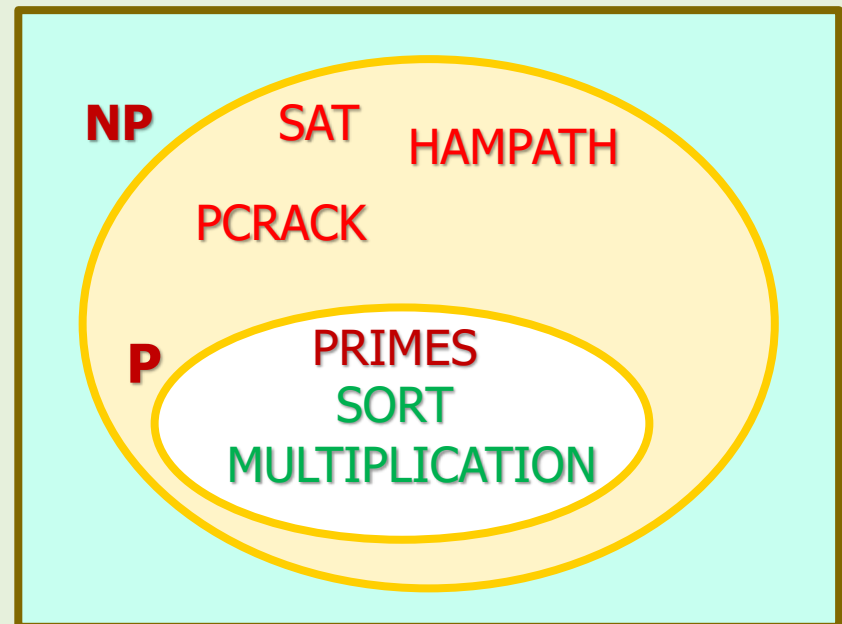 NP
SAT
HAMPATH
PCRACK
P
PRIMES
SORT
MULTIPLICATION